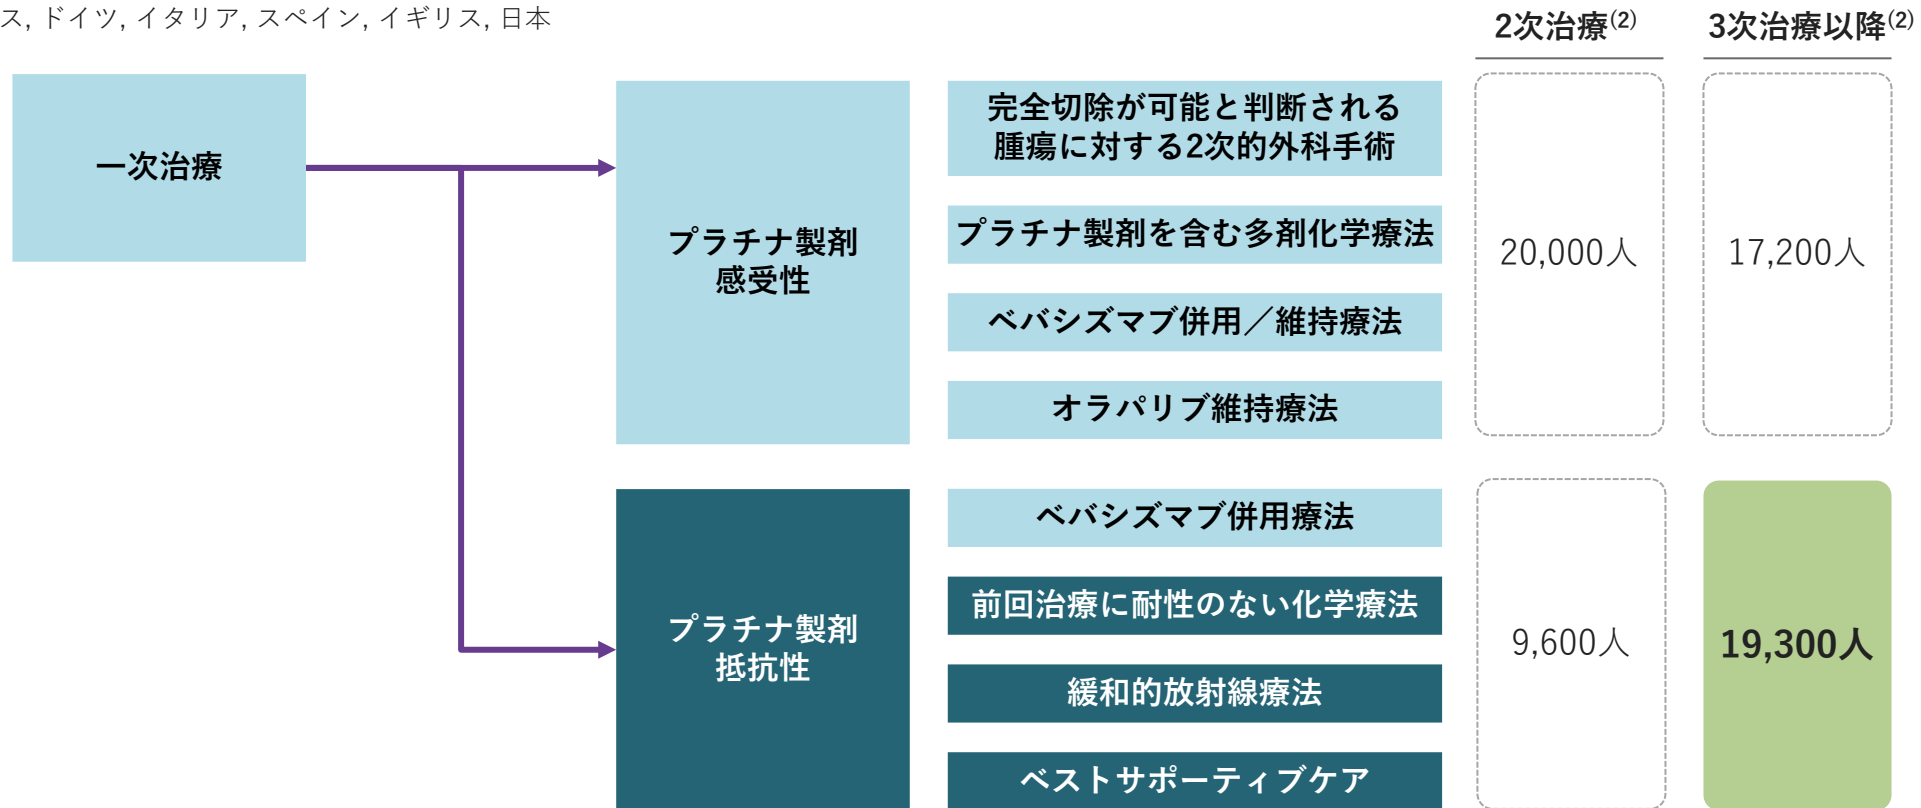 ス, ドイツ, イタリア, スペイン, イギリス, 日本
2次治療(2)
3次治療以降(2)
一次治療
プラチナ製剤
感受性
完全切除が可能と判断される
腫瘍に対する2次的外科手術
プラチナ製剤を含む多剤化学療法
ベバシズマブ併用／維持療法
オラパリブ維持療法
20,000人
17,200人
プラチナ製剤
抵抗性
ベバシズマブ併用療法
前回治療に耐性のない化学療法
緩和的放射線療法
ベストサポーティブケア
9,600人
19,300人